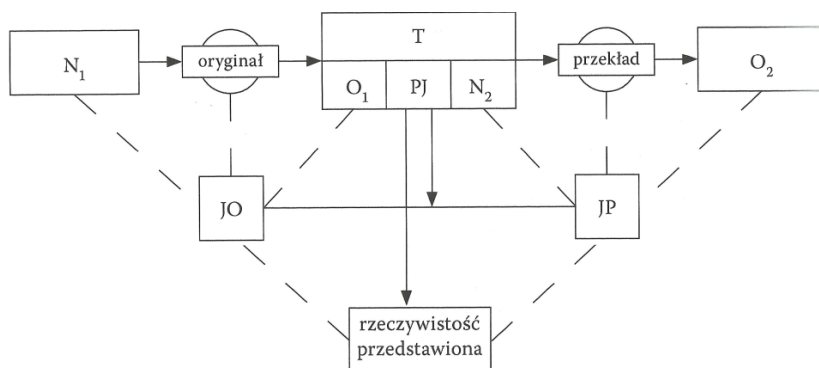 T
N₁
oryginał
przekład
O₂
O₁
PJ
N₂
JO
JP
rzeczywistość
przedstawiona